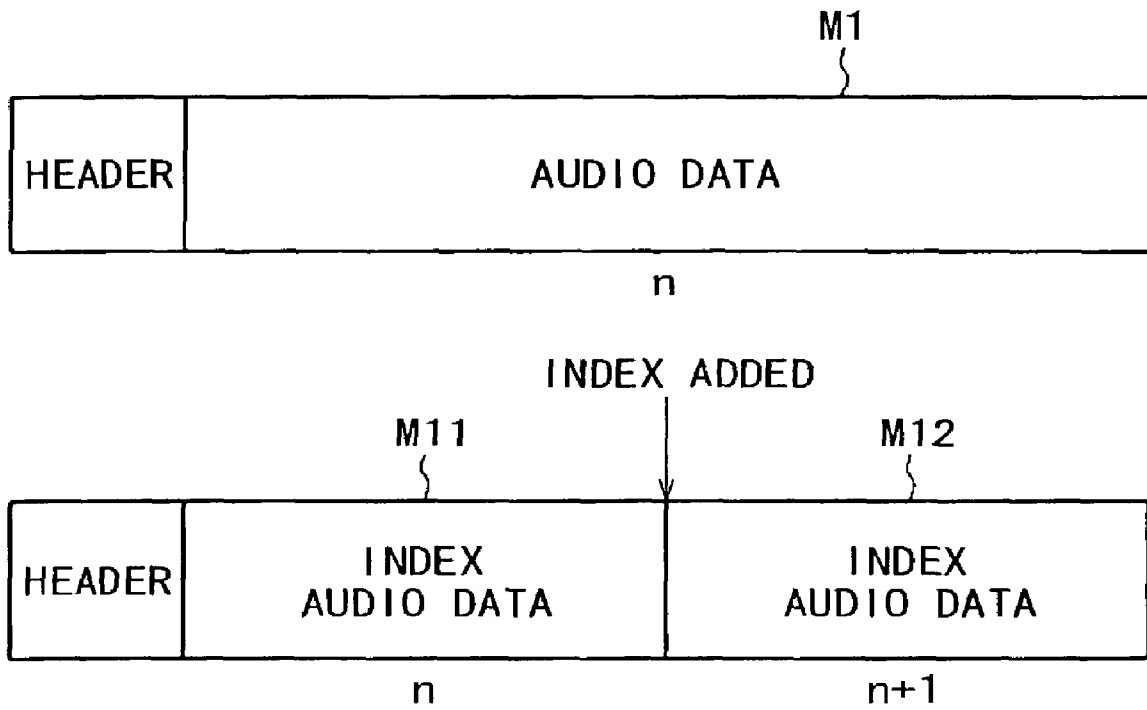 M1
HEADER
AUDIO DATA
n
INDEX ADDED
M11
M12
HEADER
INDEX
AUDIO DATA
INDEX
AUDIO DATA
n
n+1